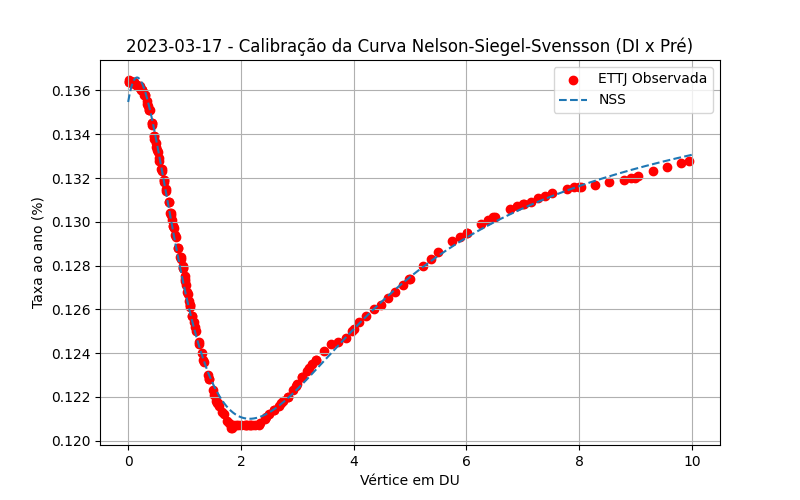 2023-03-17 - Calibração da Curva Nelson-Siegel-Svensson (DI x Pré)
ETTJ Observada
NSS
Taxa ao ano (%)
0.136
0.134
0.132
0.130
0.128
0.126
0.124
0.122
0.120
0 2 4 6 8 10
Vértice em DU